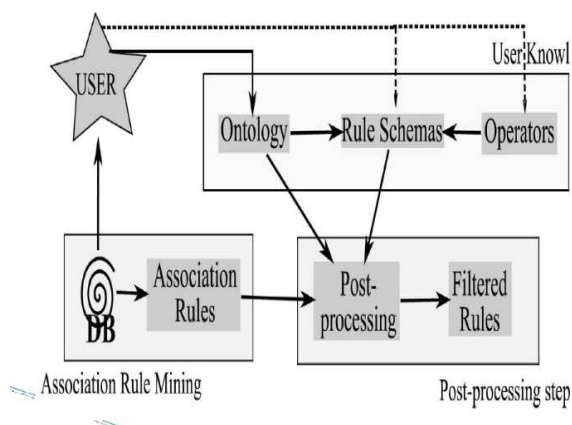 USER
User Knowl
Ontology
Rule Schemas
Operators
DB
Association
Rules
Post-
processing
Filtered
Rules
Association Rule Mining
Post-processing step